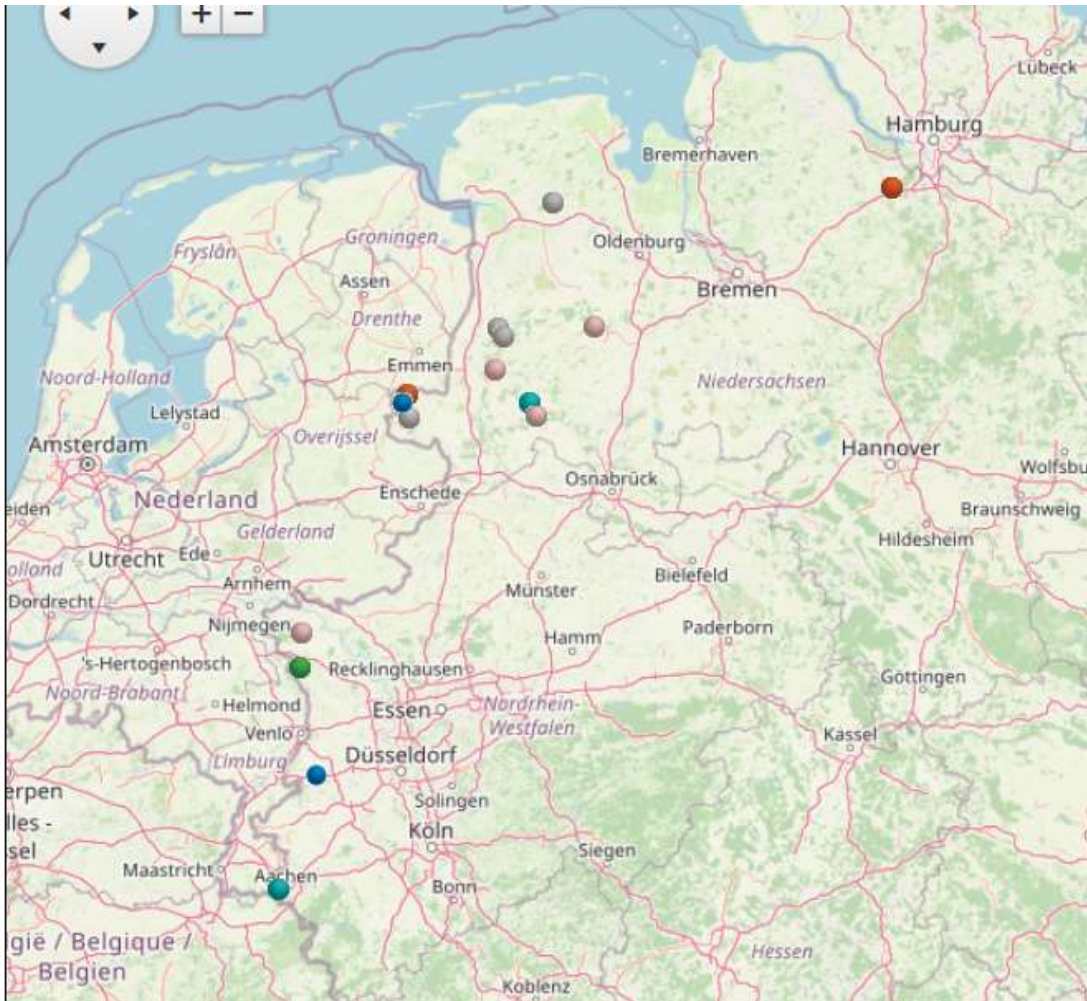 + −
Lübeck
Hamburg
Bremerhaven
Groningen
Fryslân
Oldenburg
Assen
Bremen
Drenthe
Emmen
Noord-Holland
Niedersachsen
Lelystad
Overijssel
Amsterdam
Hannover
Wolfsbu
Osnabrück
Enschede
Nederland
eiden
Braunschweig
Gelderland
Hildesheim
Utrecht
Ede
olland
Arnhem
Bielefeld
Münster
Dordrecht
Nijmegen
Paderborn
Hamm
's-Hertogenbosch
Recklinghausen
Göttingen
Noord-Brabant
Helmond
Essen
Nordrhein-
Westfalen
Venlo
Kassel
Düsseldorf
Limburg
erpen
Solingen
lles -
Köln
sel
Siegen
Maastricht
Aachen
Bonn
gië / Belgique /
Belgien
Hessen
Koblenz